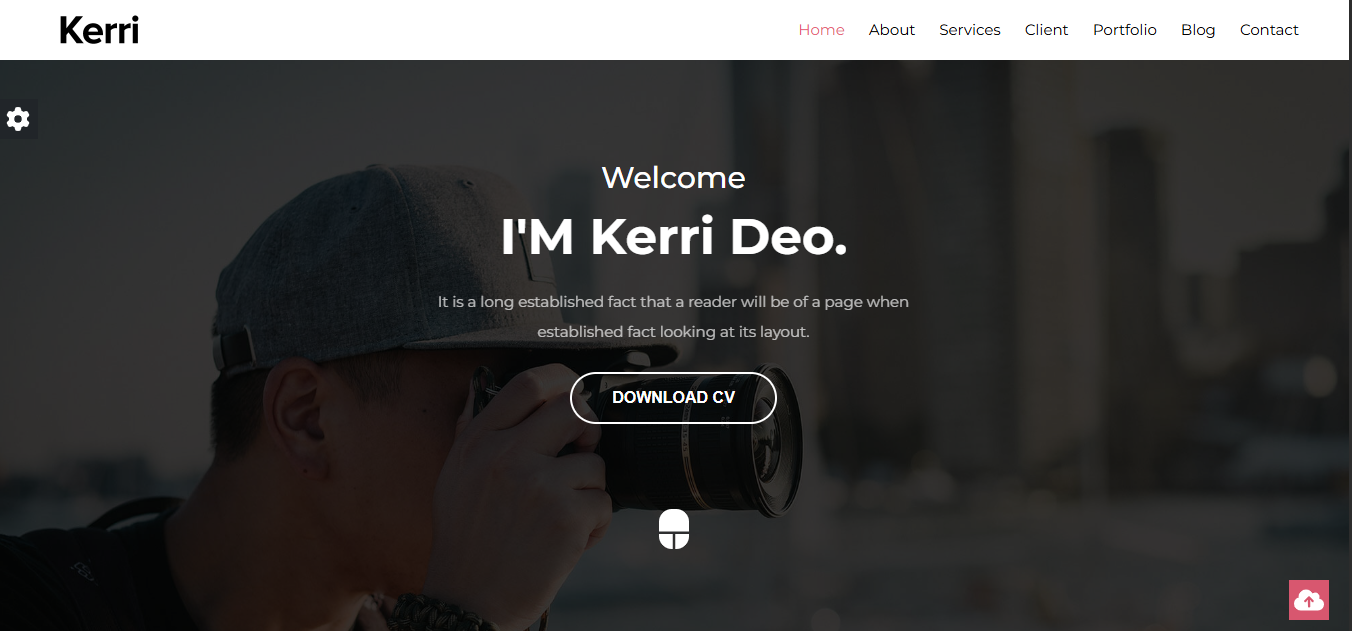 Kerri
Home About Services Client Portfolio Blog Contact
Welcome
I'M Kerri Deo.
It is a long established fact that a reader will be of a page when
established fact looking at its layout.
DOWNLOAD CV